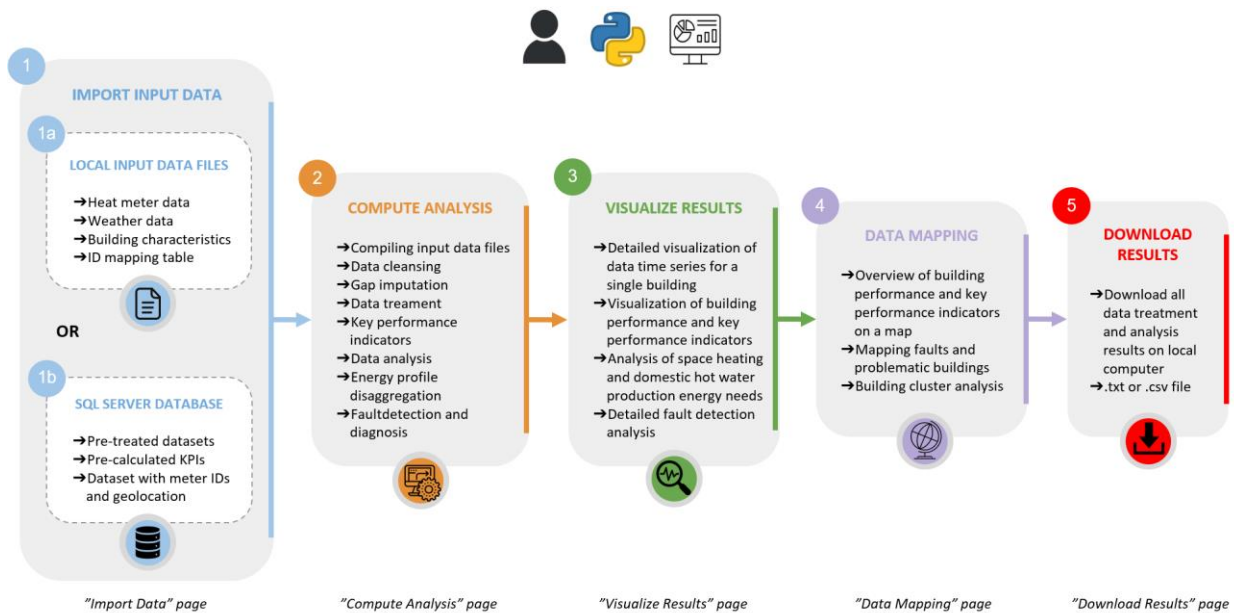 1
IMPORT INPUT DATA
1a
LOCAL INPUT DATA FILES
➔Heat meter data
➔Weather data
➔Building characteristics
➔ID mapping table
OR
1b
SQL SERVER DATABASE
➔Pre-treated datasets
➔Pre-calculated KPIs
➔Dataset with meter IDs
and geolocation
"Import Data" page
2
COMPUTE ANALYSIS
➔Compiling input data files
➔Data cleansing
➔Gap imputation
➔Data treament
➔Key performance
indicators
➔Data analysis
➔Energy profile
disaggregation
➔Faultdetection and
diagnosis
"Compute Analysis" page
3
VISUALIZE RESULTS
➔Detailed visualization of
data time series for a
single building
➔Visualization of building
performance and key
performance indicators
➔Analysis of space heating
and domestic hot water
production energy needs
➔Detailed fault detection
analysis
"Visualize Results" page
4
DATA MAPPING
➔Overview of building
performance and key
performance indicators
on a map
➔Mapping faults and
problematic buildings
➔Building cluster analysis
"Data Mapping" page
5
DOWNLOAD
RESULTS
➔Download all
data treatment
and analysis
results on local
computer
➔.txt or .csv file
"Download Results" page